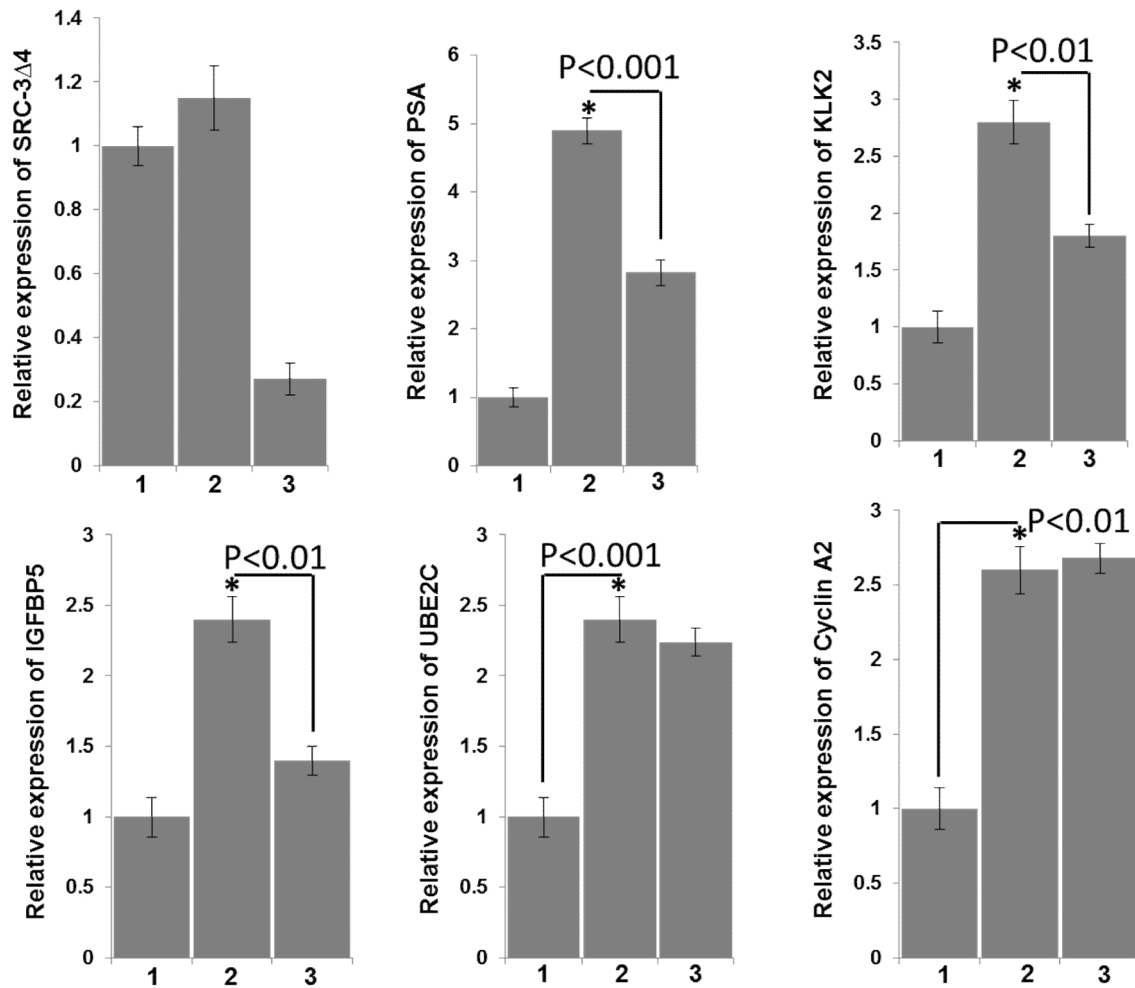 Relative expression of SRC-3Δ4
1.4
1.2
1
0.8
0.6
0.4
0.2
0
1 2 3
Relative expression of PSA
6
5
4
3
2
1
0
P<0.001
*
1 2 3
Relative expression of KLK2
3.5
3
2.5
2
1.5
1
0.5
0
P<0.01
*
1 2 3
Relative expression of IGFBP5
3
2.5
2
1.5
1
0.5
0
P<0.01
*
1 2 3
Relative expression of UBE2C
3
2.5
2
1.5
1
0.5
0
P<0.001
*
1 2 3
Relative expression of Cyclin A2
3
2.5
2
1.5
1
0.5
0
P<0.01
*
1 2 3